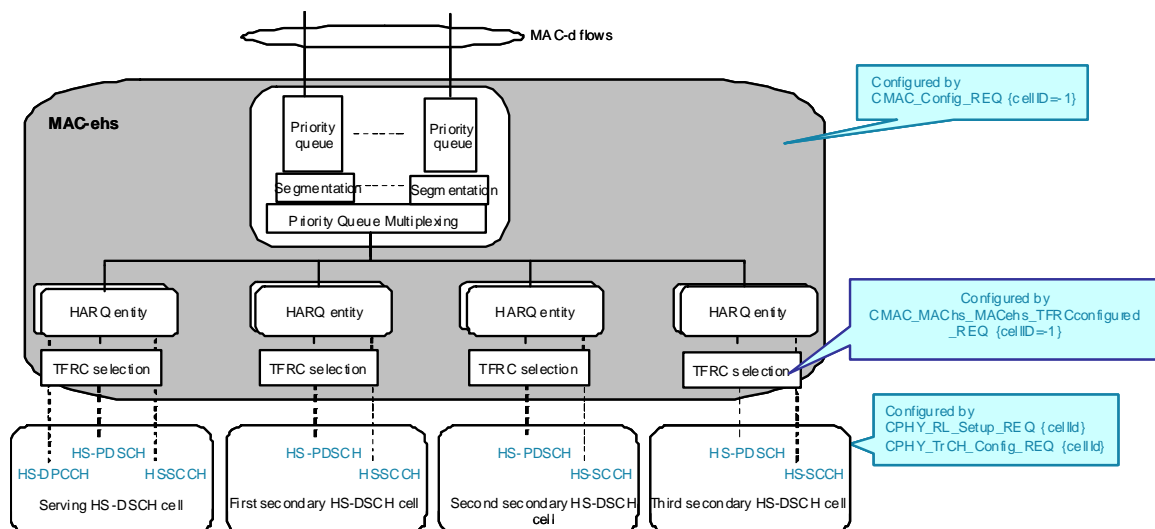 MAC-d flows
Configured by
CMAC_Config_REQ {cellID=-1}
MAC-ehs
Priority
queue
Priority
queue
Segmentation
Segmentation
Priority Queue Multiplexing
HARQ entity
HARQ entity
HARQ entity
HARQ entity
Configured by
CMAC_MAChs_MACehs_TFRCconfigured
_REQ {cellID=-1}
TFRC selection
TFRC selection
TFRC selection
TFRC selection
Configured by
CPHY_RL_Setup_REQ {cellId}
CPHY_TrCH_Config_REQ {cellId}
HS-PDSCH
HS-DPCCH
HSSCCH
Serving HS-DSCH cell
HS-PDSCH
HSSCCH
First secondary HS-DSCH cell
HS-PDSCH
HS-SCCH
Second secondary HS-DSCH
cell
HS-PDSCH
HS-SCCH
Third secondary HS-DSCH cell